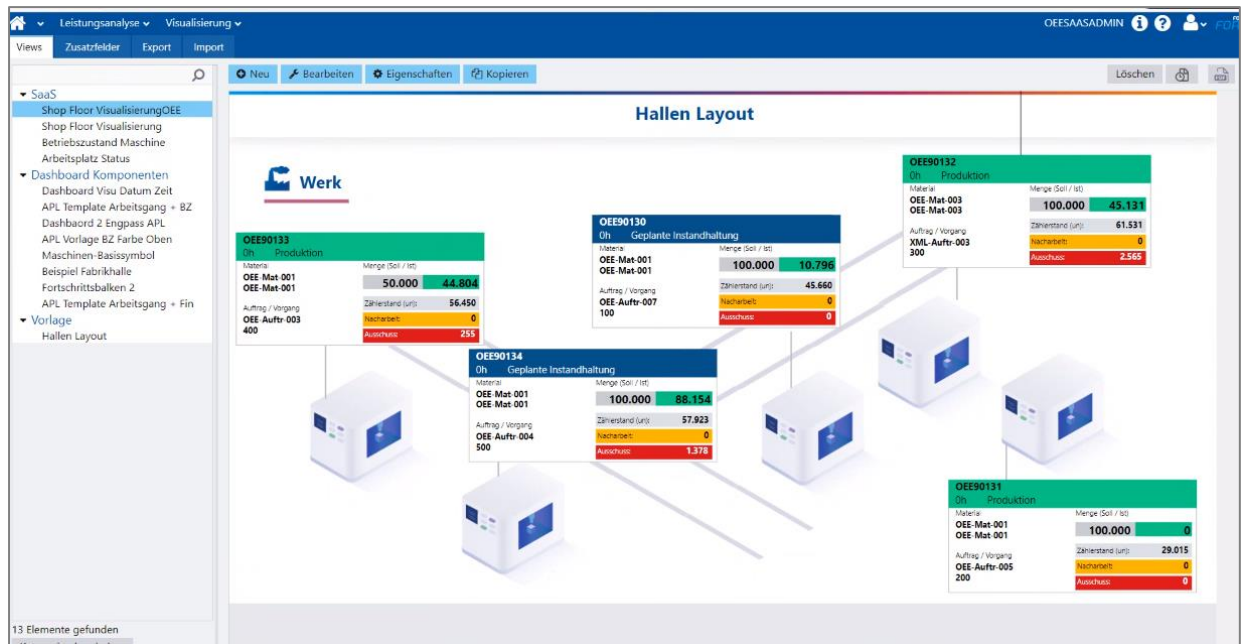 Leistungsanalyse Visualisierung OEESAASADMIN
Views Zusatzfelder Export Import
Neu Bearbeiten Eigenschaften Kopieren Löschen
SaaS
Shop Floor VisualisierungOEE
Shop Floor Visualisierung
Betriebszustand Maschine
Arbeitsplatz Status
Dashboard Komponenten
Dashboard Visu Datum Zeit
APL Template Arbeitsgang + BZ
Dashbaord 2 Engpass APL
APL Vorlage BZ Farbe Oben
Maschinen-Basissymbol
Beispiel Fabrikhalle
Fortschrittsbalken 2
APL Template Arbeitsgang + Fin
Vorlage
Hallen Layout
13 Elemente gefunden
Hallen Layout
Werk
OEE90133
0h Produktion
Material Menge (Soll / Ist)
OEE-Mat-001
OEE-Mat-001
50.000 44.804
Auftrag / Vorgang
OEE-Auftr-003
400
Zählerstand (un): 56.450
Nacharbeit: 0
Ausschuss: 255
OEE90134
0h Geplante Instandhaltung
Material Menge (Soll / Ist)
OEE-Mat-001
OEE-Mat-001
100.000 88.154
Auftrag / Vorgang
OEE-Auftr-004
500
Zählerstand (un): 57.923
Nacharbeit: 0
Ausschuss: 1.378
OEE90130
0h Geplante Instandhaltung
Material Menge (Soll / Ist)
OEE-Mat-001
OEE-Mat-001
100.000 10.796
Auftrag / Vorgang
OEE-Auftr-007
100
Zählerstand (un): 45.660
Nacharbeit: 0
Ausschuss: 0
OEE90132
0h Produktion
Material Menge (Soll / Ist)
OEE-Mat-003
OEE-Mat-003
100.000 45.131
Auftrag / Vorgang
XML-Auftr-003
300
Zählerstand (un): 61.531
Nacharbeit: 0
Ausschuss: 2.565
OEE90131
0h Produktion
Material Menge (Soll / Ist)
OEE-Mat-001
OEE-Mat-001
100.000 0
Auftrag / Vorgang
OEE-Auftr-005
200
Zählerstand (un): 29.015
Nacharbeit: 0
Ausschuss: 0